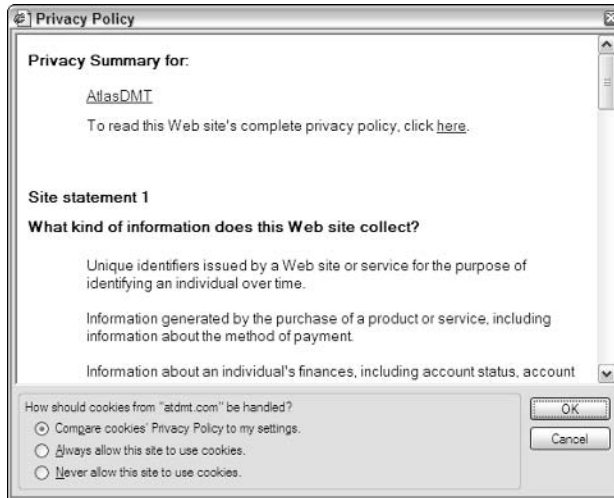 Privacy Policy
Privacy Summary for:
AtlasDMT
To read this Web site's complete privacy policy, click here.
Site statement 1
What kind of information does this Web site collect?
Unique identifiers issued by a Web site or service for the purpose of
identifying an individual over time.
Information generated by the purchase of a product or service, including
information about the method of payment.
Information about an individual's finances, including account status, account
How should cookies from "atdmt.com" be handled?
Compare cookies' Privacy Policy to my settings.
Always allow this site to use cookies.
Never allow this site to use cookies.
OK
Cancel